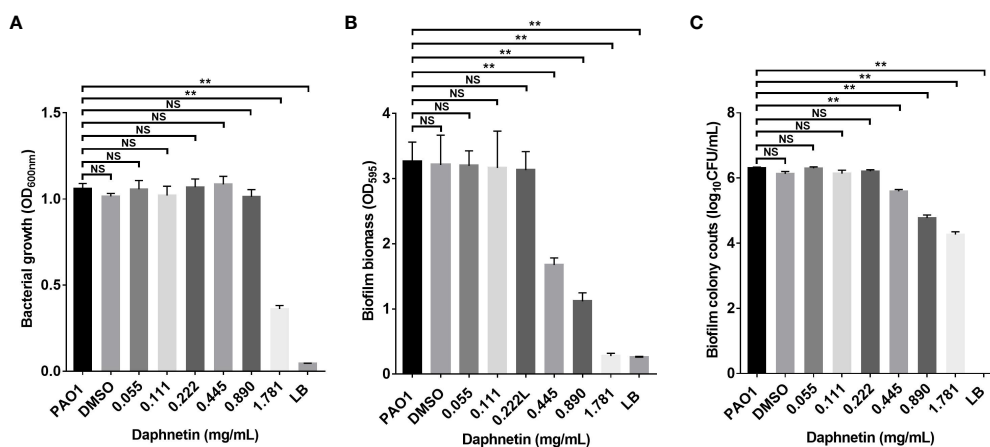 A
**
**
NS
NS
NS
NS
NS
NS
1.5
1.0
0.5
0.0
Bacterial growth (OD600nm)
PAO1
DMSO
0.055
0.111
0.222
0.445
0.890
1.781
LB
Daphnetin (mg/mL)
B
**
**
**
**
NS
NS
NS
NS
4
3
2
1
0
Biofilm biomass (OD595)
PAO1
DMSO
0.055
0.111
0.222L
0.445
0.890
1.781
LB
Daphnetin (mg/mL)
C
**
**
**
**
NS
NS
NS
NS
8
6
4
2
0
Biofilm colony couts (log10CFU/mL)
PAO1
DMSO
0.055
0.111
0.222
0.445
0.890
1.781
LB
Daphnetin (mg/mL)